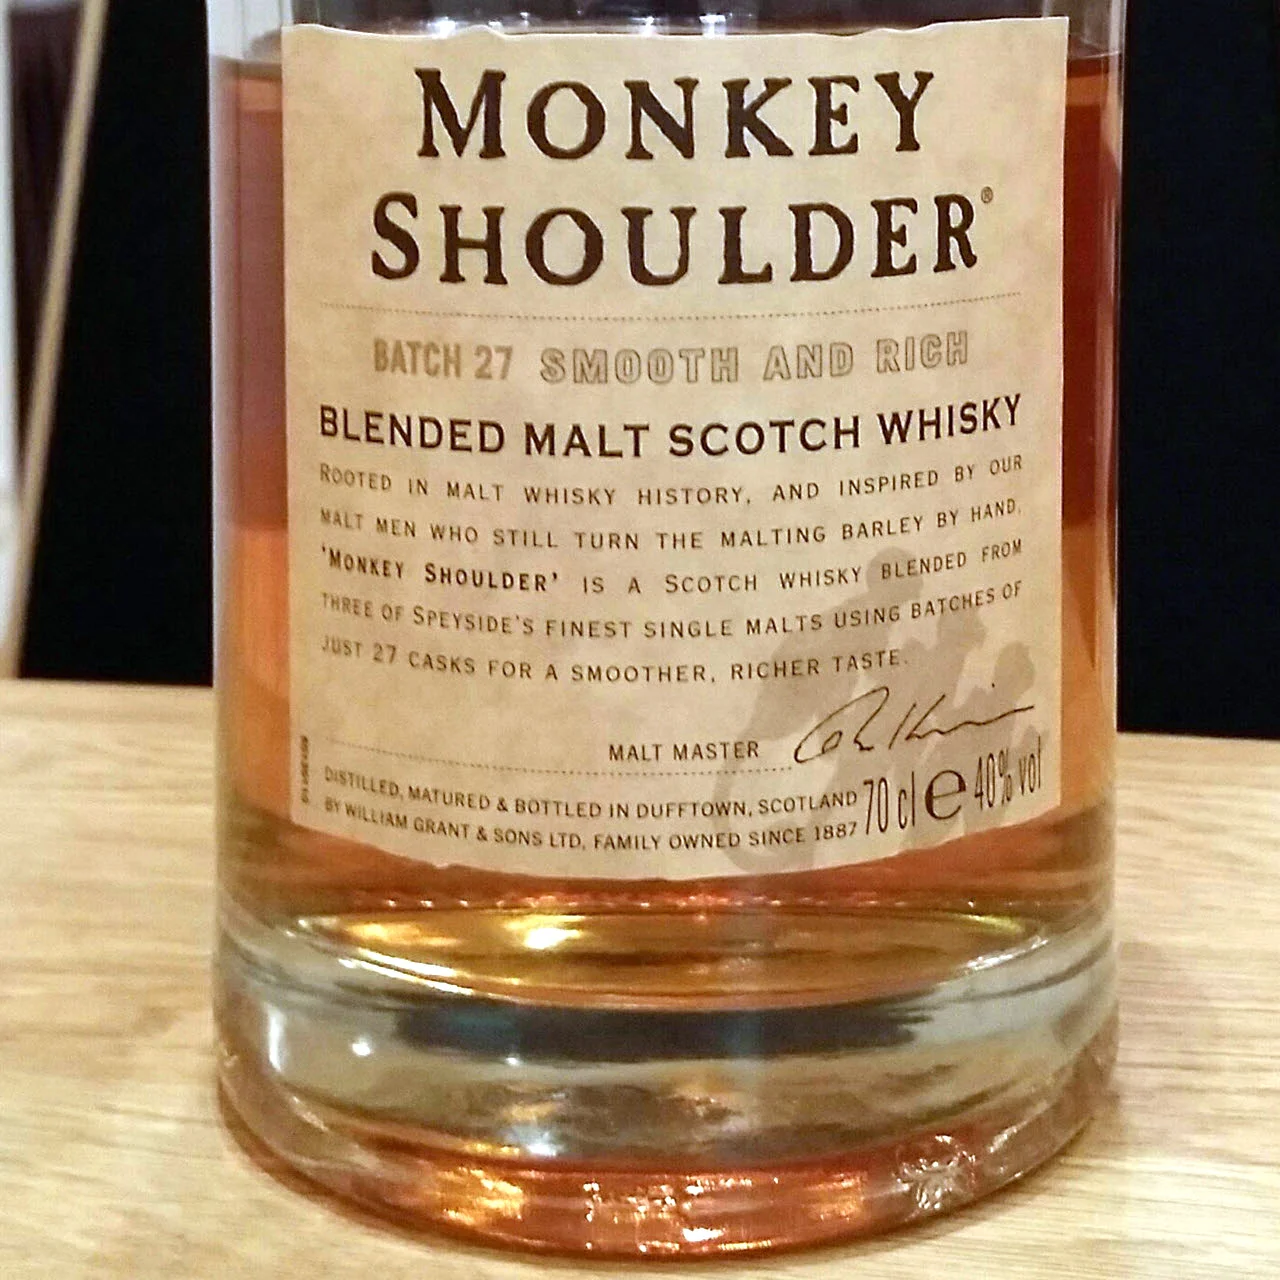 MONKEY
SHOULDER®
BATCH 27 SMOOTH AND RICH
BLENDED MALT SCOTCH WHISKY
ROOTED IN MALT WHISKY HISTORY, AND INSPIRED BY OUR
MALT MEN WHO STILL TURN THE MALTING BARLEY BY HAND,
'MONKEY SHOULDER' IS A SCOTCH WHISKY BLENDED FROM
THREE OF SPEYSIDE'S FINEST SINGLE MALTS USING BATCHES OF
JUST 27 CASKS FOR A SMOOTHER, RICHER TASTE.
MALT MASTER
DISTILLED, MATURED & BOTTLED IN DUFFTOWN, SCOTLAND
BY WILLIAM GRANT & SONS LTD, FAMILY OWNED SINCE 1887
70 cl e 40% vol